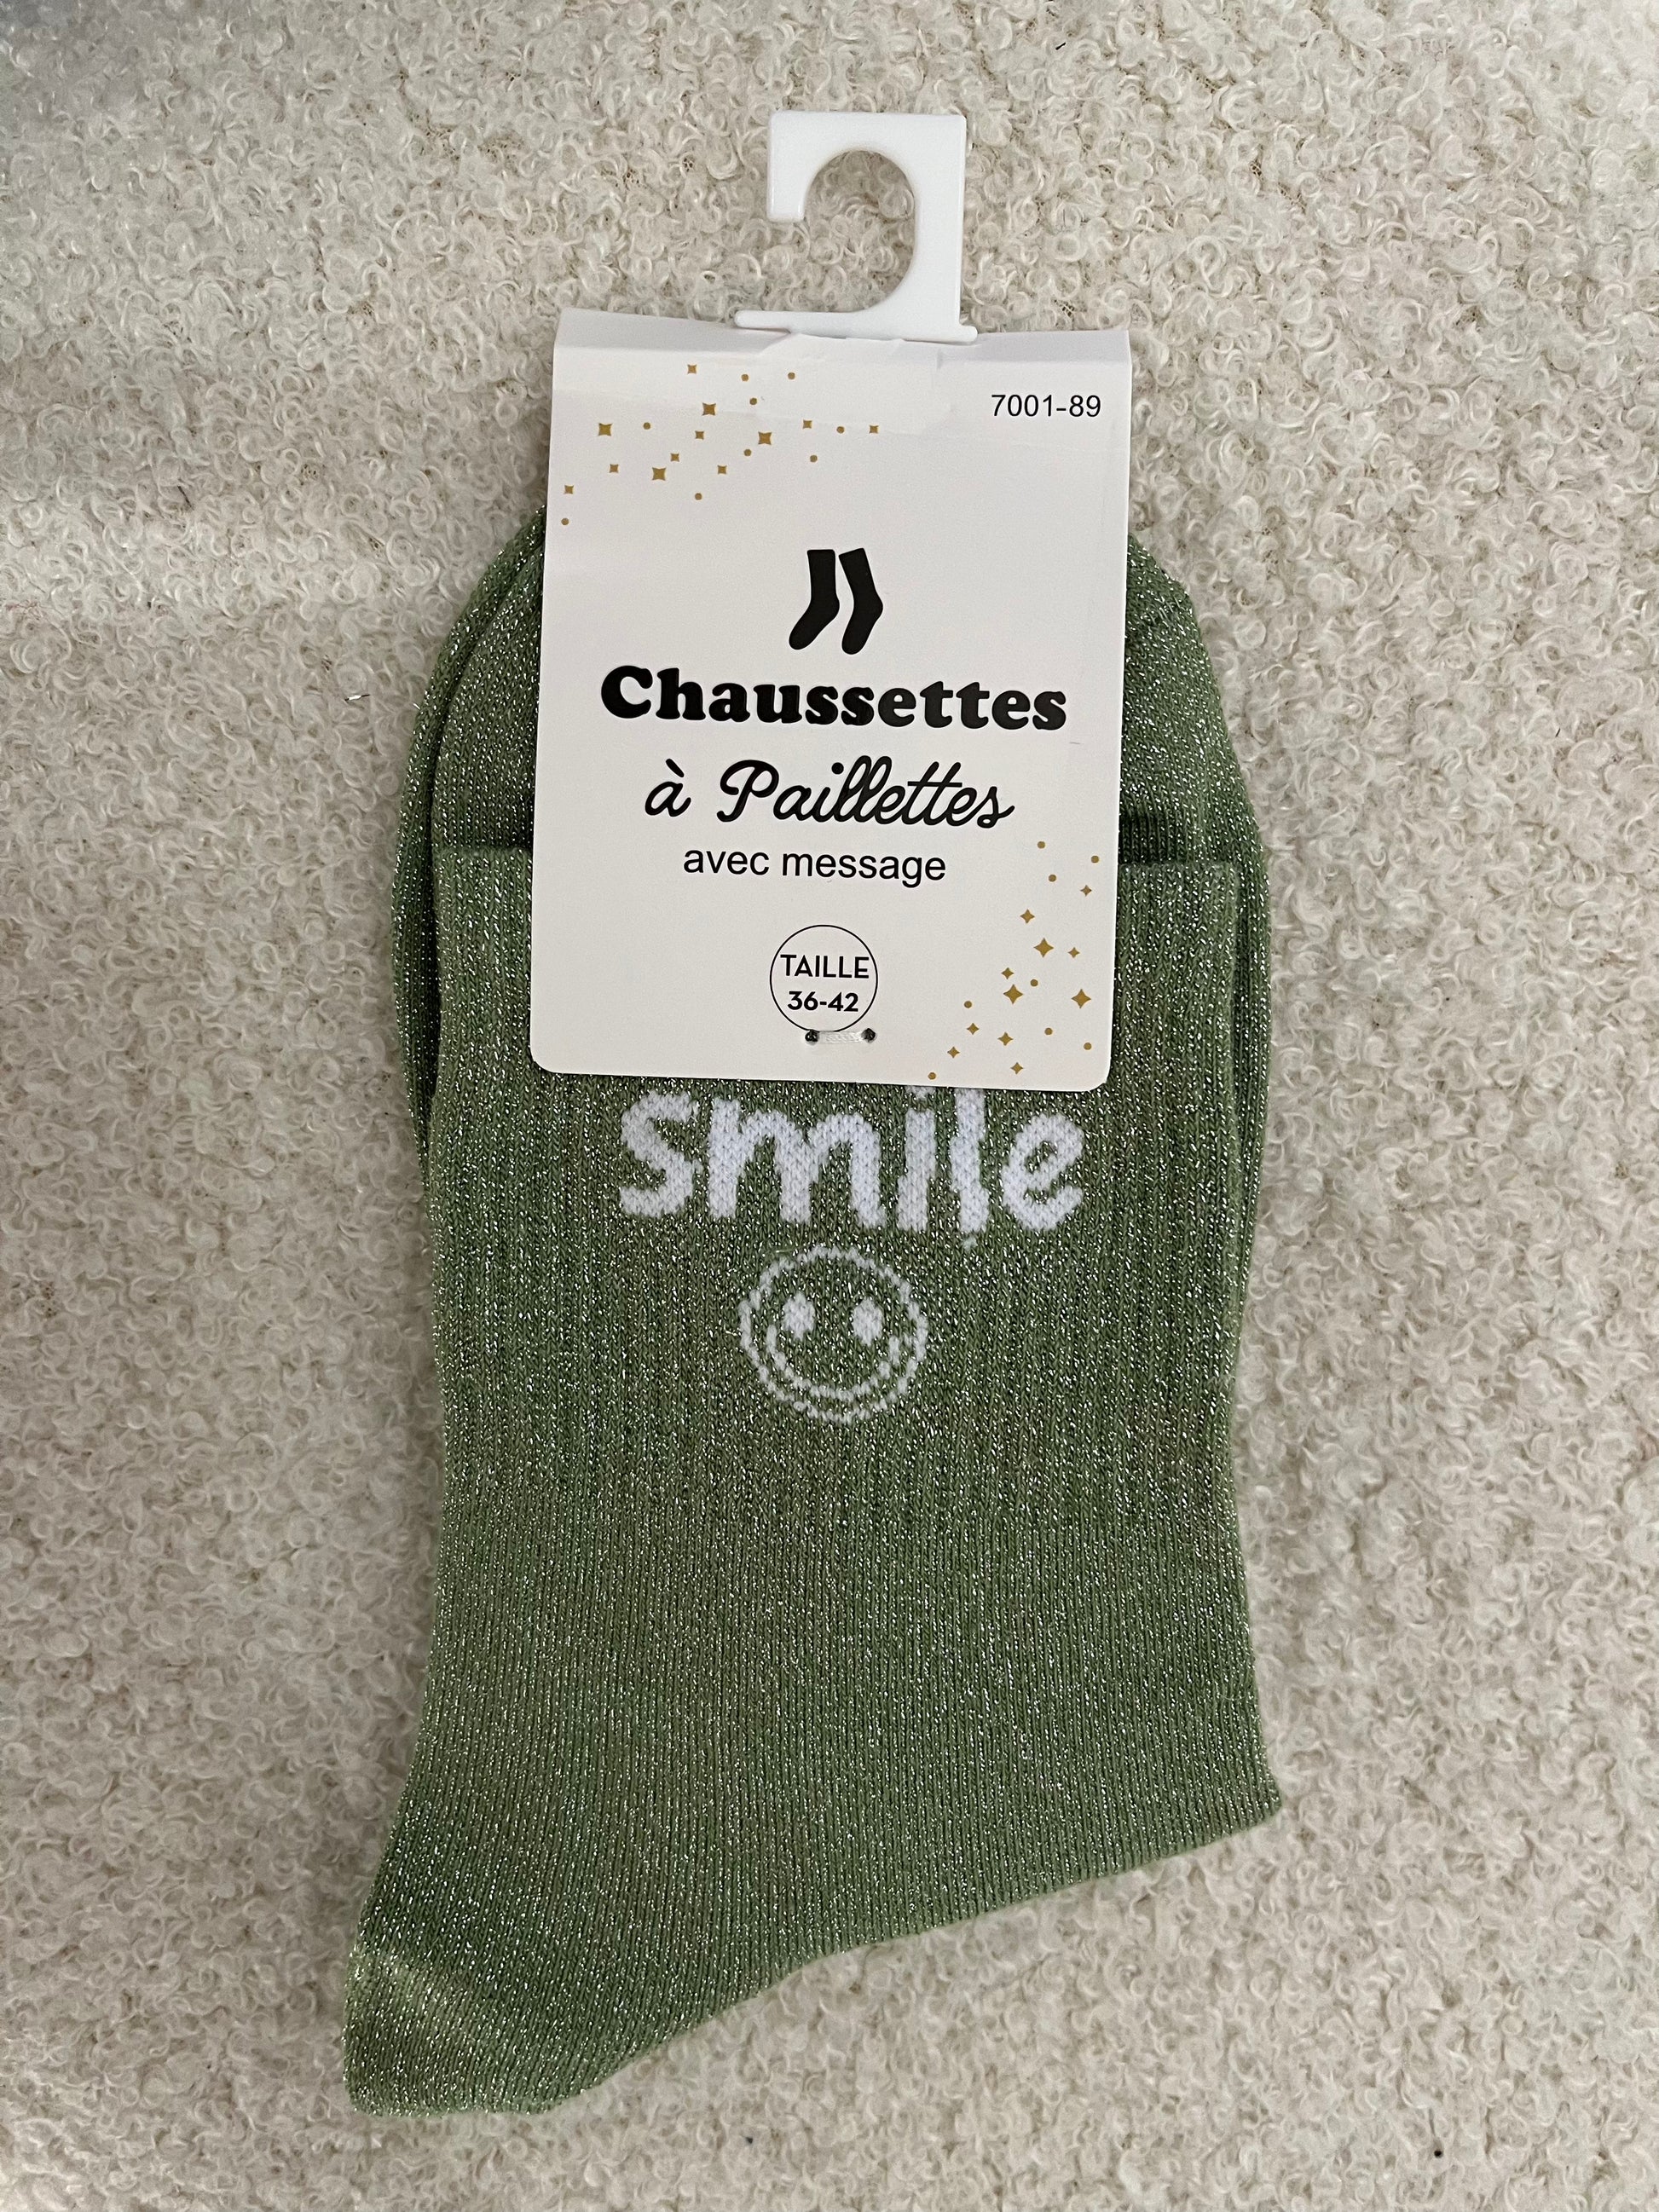 7001-89
Chaussettes
à Paillettes
avec message
TAILLE
36-42
smile